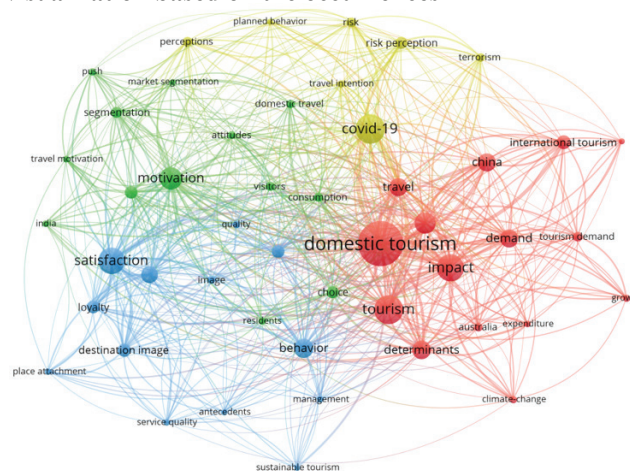 planned behavior
risk
perceptions
risk perception
terrorism
push
market segmentation
travel intention
segmentation
domestic travel
covid-19
attitudes
international tourism
travel motivation
china
motivation
visitors
travel
consumption
india
quality
domestic tourism
demand
tourism demand
satisfaction
impact
image
choice
loyalty
tourism
residents
australia
expenditure
destination image
behavior
determinants
place attachment
management
climate change
antecedents
service quality
sustainable tourism